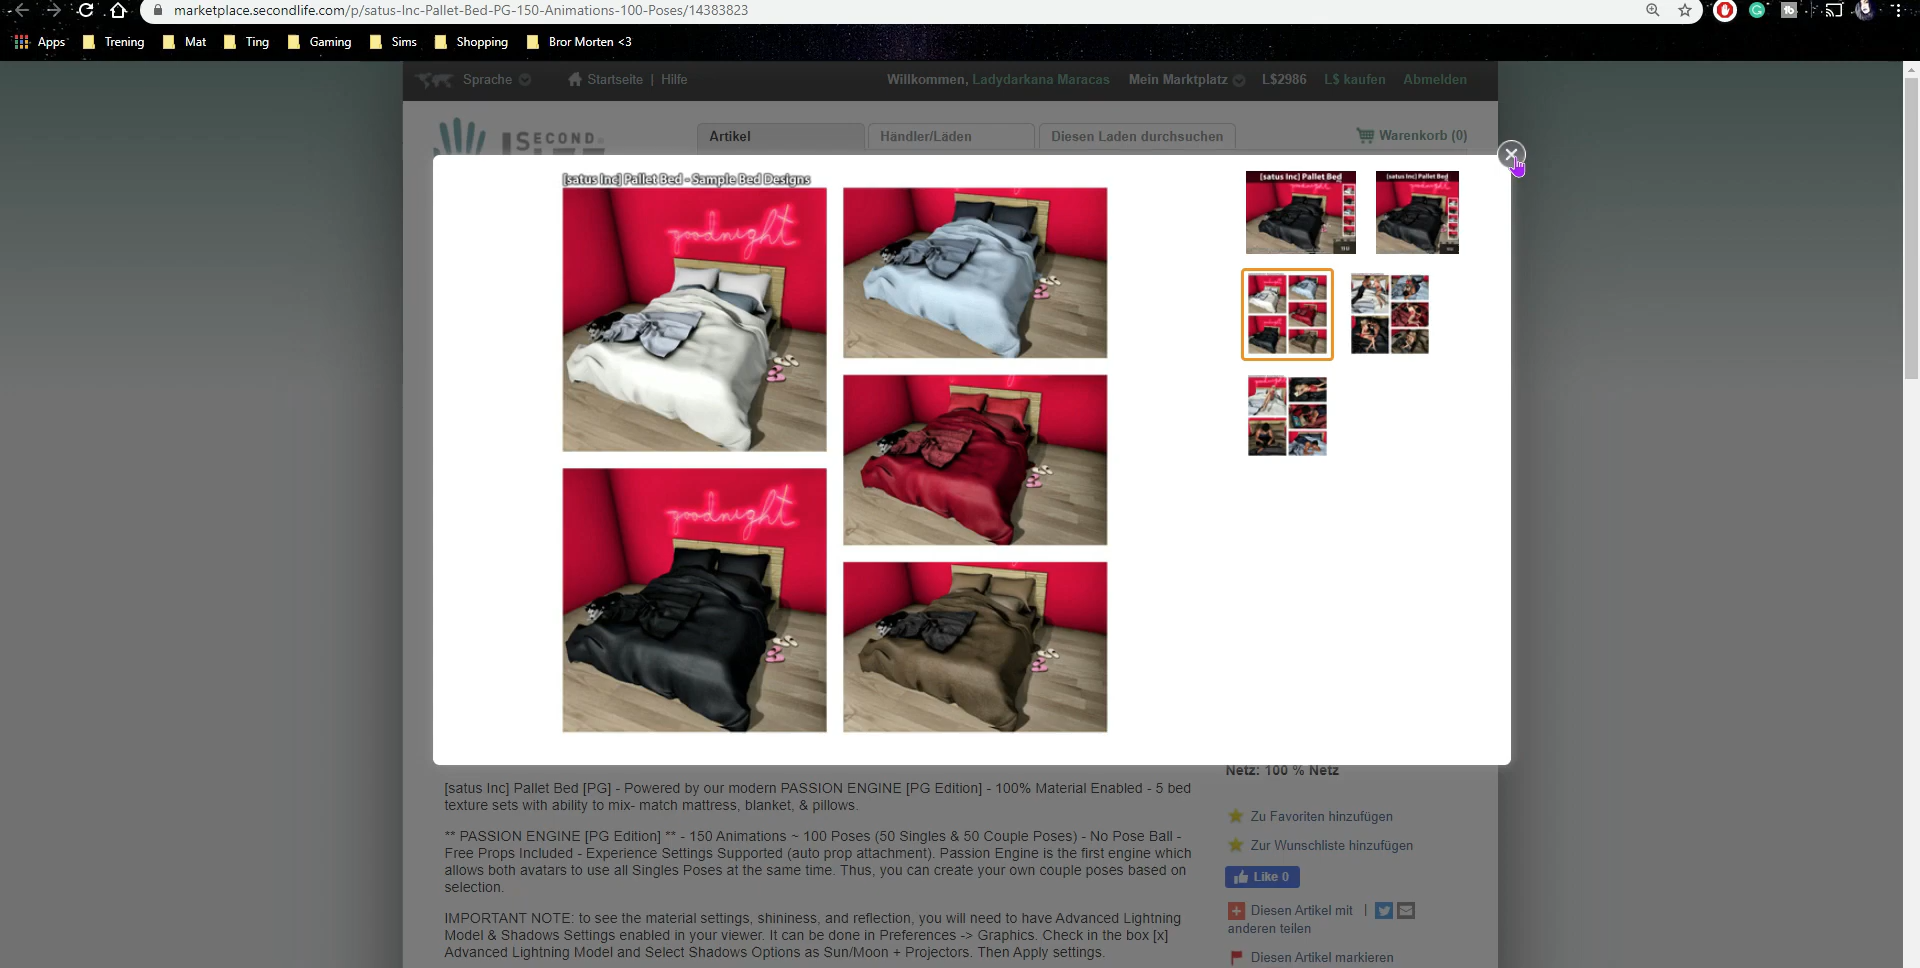 marketplace.secondlife.com/p/satus-Inc-Pallet-Bed-PG-150-Animations-100-Poses/14383823
Apps Trening Mat Ting Gaming Sims Shopping Bror Morten <3
Sprache Startseite | Hilfe Willkommen, Ladydarkana Maracas Mein Marktplatz L$2986 L$ kaufen Abmelden
SECOND
Artikel Händler/Läden Diesen Laden durchsuchen Warenkorb (0)
[satus Inc] Pallet Bed - Sample Bed Designs
[satus Inc] Pallet Bed [satus Inc] Pallet Bed
goodnight
goodnight
Netz: 100 % Netz
[satus Inc] Pallet Bed [PG] - Powered by our modern PASSION ENGINE [PG Edition] - 100% Material Enabled - 5 bed
texture sets with ability to mix- match mattress, blanket, & pillows.
** PASSION ENGINE [PG Edition] ** - 150 Animations ~ 100 Poses (50 Singles & 50 Couple Poses) - No Pose Ball -
Free Props Included - Experience Settings Supported (auto prop attachment). Passion Engine is the first engine which
allows both avatars to use all Singles Poses at the same time. Thus, you can create your own couple poses based on
selection.
IMPORTANT NOTE: to see the material settings, shininess, and reflection, you will need to have Advanced Lightning
Model & Shadows Settings enabled in your viewer. It can be done in Preferences -> Graphics. Check in the box [x]
Advanced Lightning Model and Select Shadows Options as Sun/Moon + Projectors. Then Apply settings.
Zu Favoriten hinzufügen
Zur Wunschliste hinzufügen
Like 0
Diesen Artikel mit |
anderen teilen
Diesen Artikel markieren